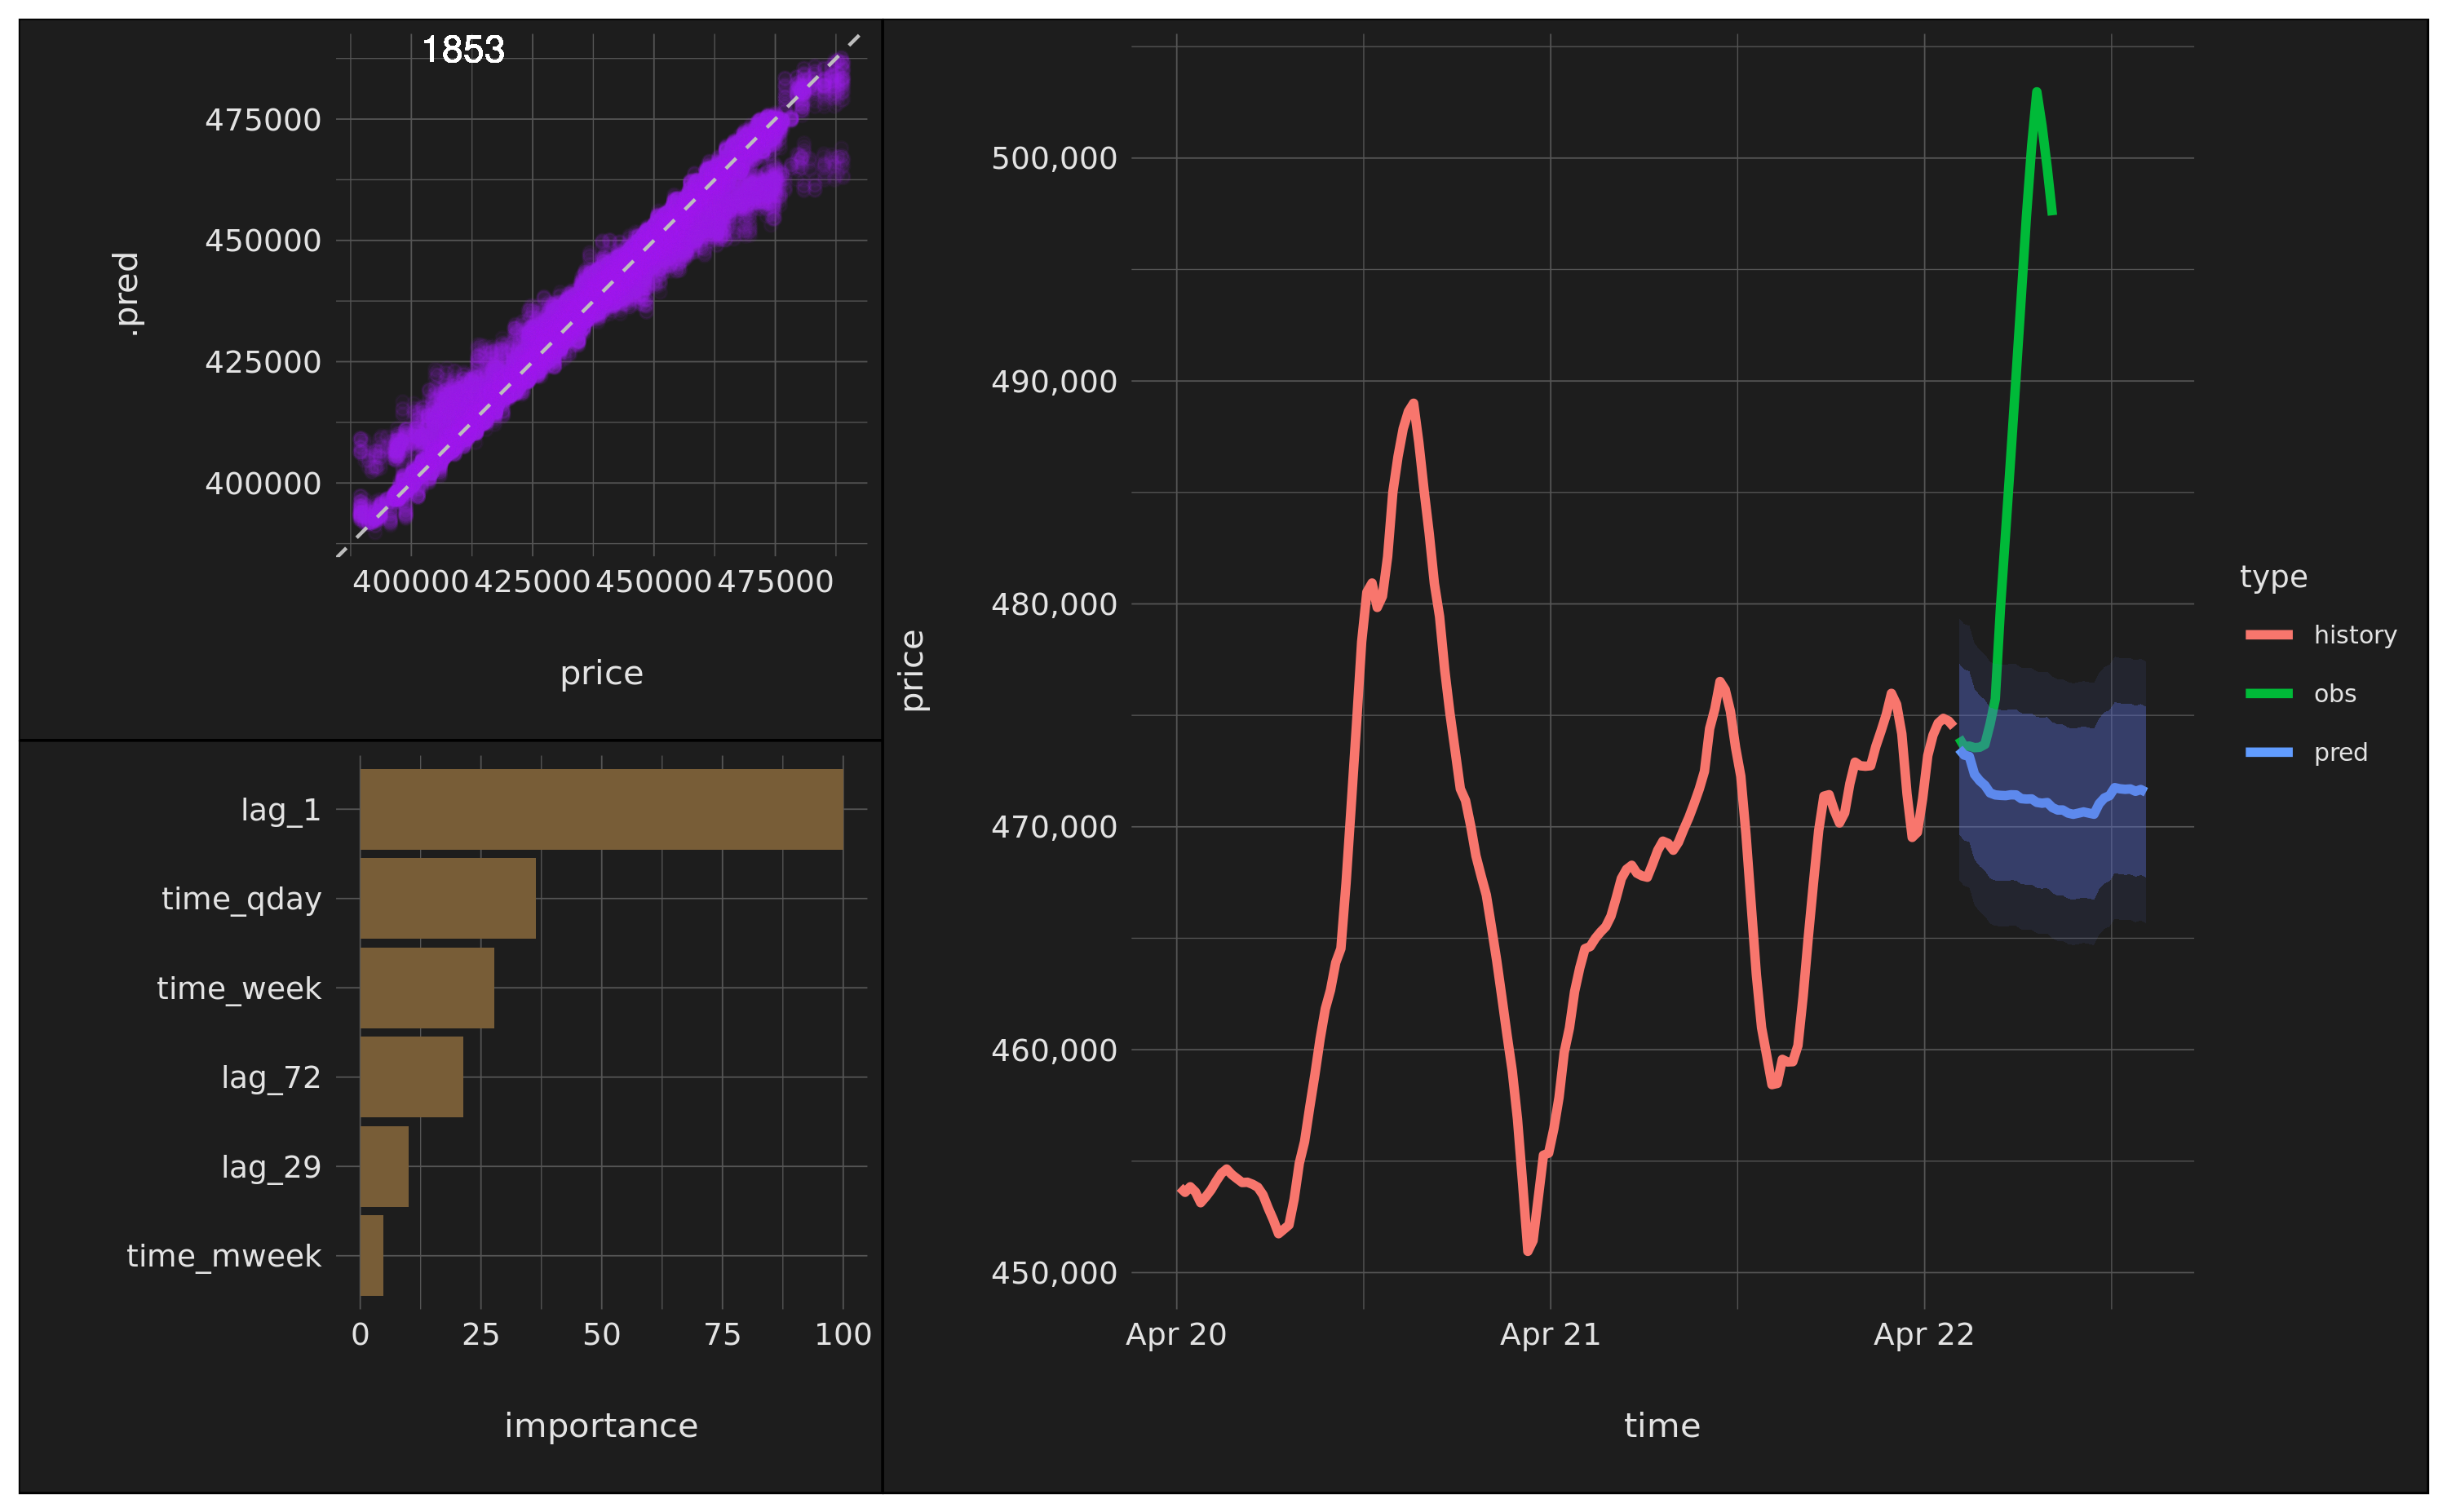 1853
475000
450000
425000
400000
.pred
400000 425000 450000 475000
price
lag_1
time_qday
time_week
lag_72
lag_29
time_mweek
0 25 50 75 100
importance
500,000
490,000
480,000
470,000
460,000
450,000
price
Apr 20 Apr 21 Apr 22
time
type
history
obs
pred